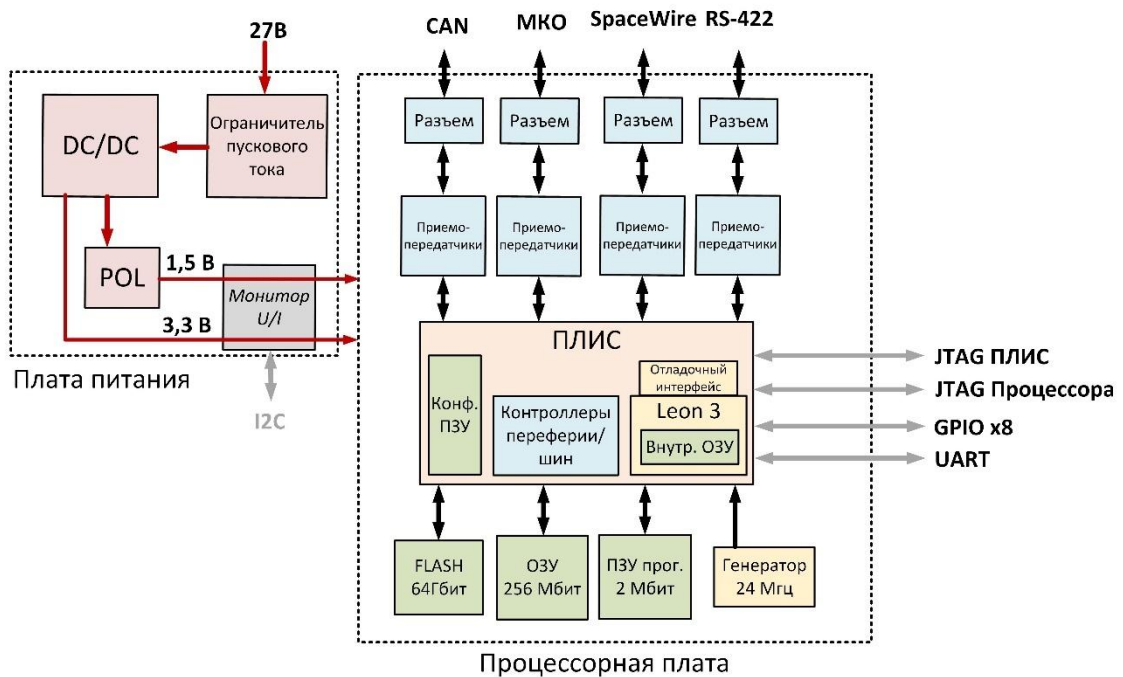 CAN
МКО
SpaceWire
RS-422
27В
Разъем
Разъем
Разъем
Разъем
DC/DC
Ограничитель
пускового
тока
Приемо-
передатчики
Приемо-
передатчики
Приемо-
передатчики
Приемо-
передатчики
POL
1,5 В
Монитор
U/I
3,3 В
Плата питания
I2C
ПЛИС
Конф.
ПЗУ
Контроллеры
переферии/
шин
Отладочный
интерфейс
Leon 3
Внутр. ОЗУ
JTAG ПЛИС
JTAG Процессора
GPIO x8
UART
FLASH
64Гбит
ОЗУ
256 Мбит
ПЗУ прог.
2 Мбит
Генератор
24 Мгц
Процессорная плата